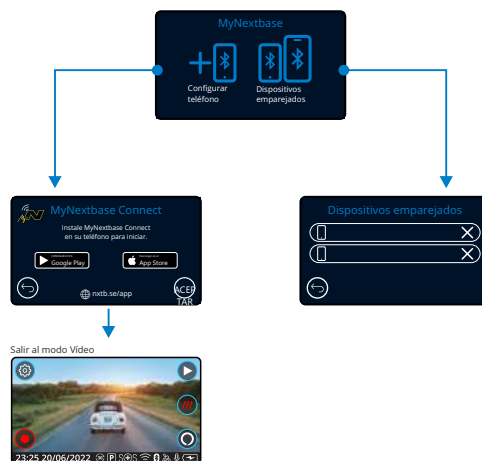 MyNextbase
Configurar
teléfono
Dispositivos
emparejados
MyNextbase Connect
Instale MyNextbase Connect
en su teléfono para iniciar.
Google Play
App Store
nxtb.se/app
ACEP
TAR
Dispositivos emparejados
Salir al modo Vídeo
23:25 20/06/2022
P